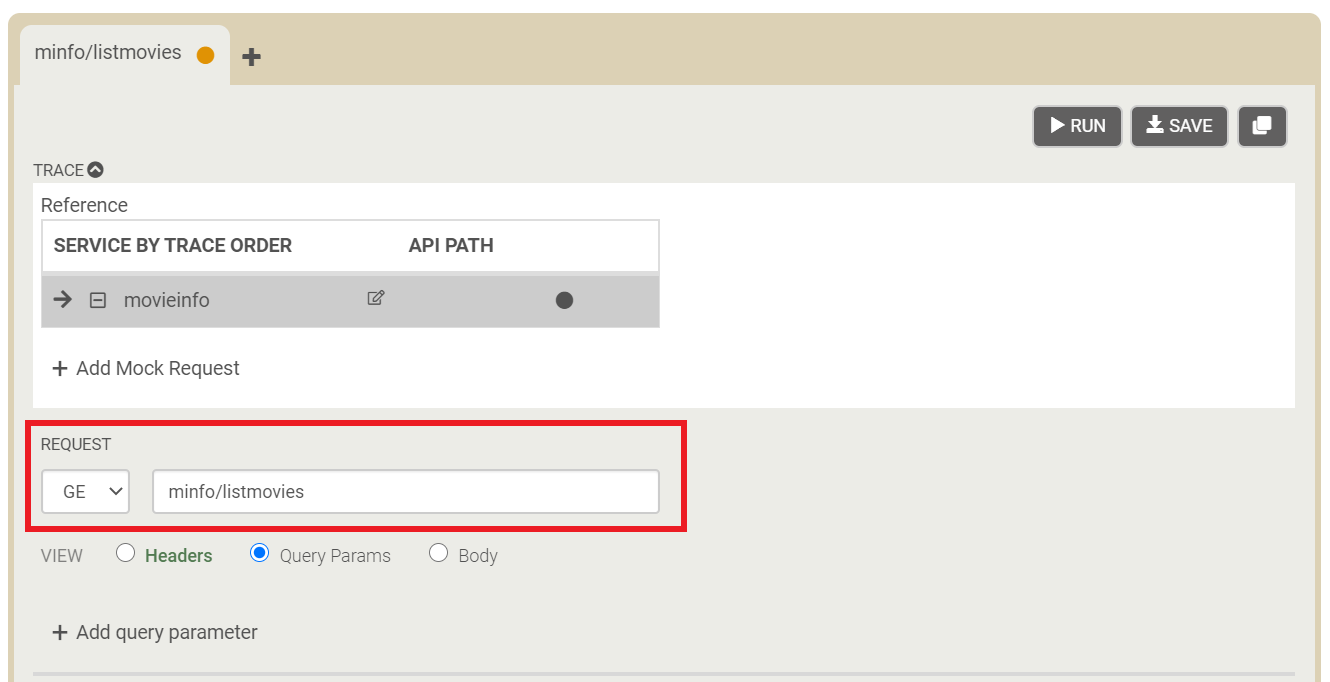 minfo/listmovies
RUN SAVE
TRACE
Reference
SERVICE BY TRACE ORDER API PATH
movieinfo
Add Mock Request
REQUEST
GE minfo/listmovies
VIEW Headers Query Params Body
Add query parameter